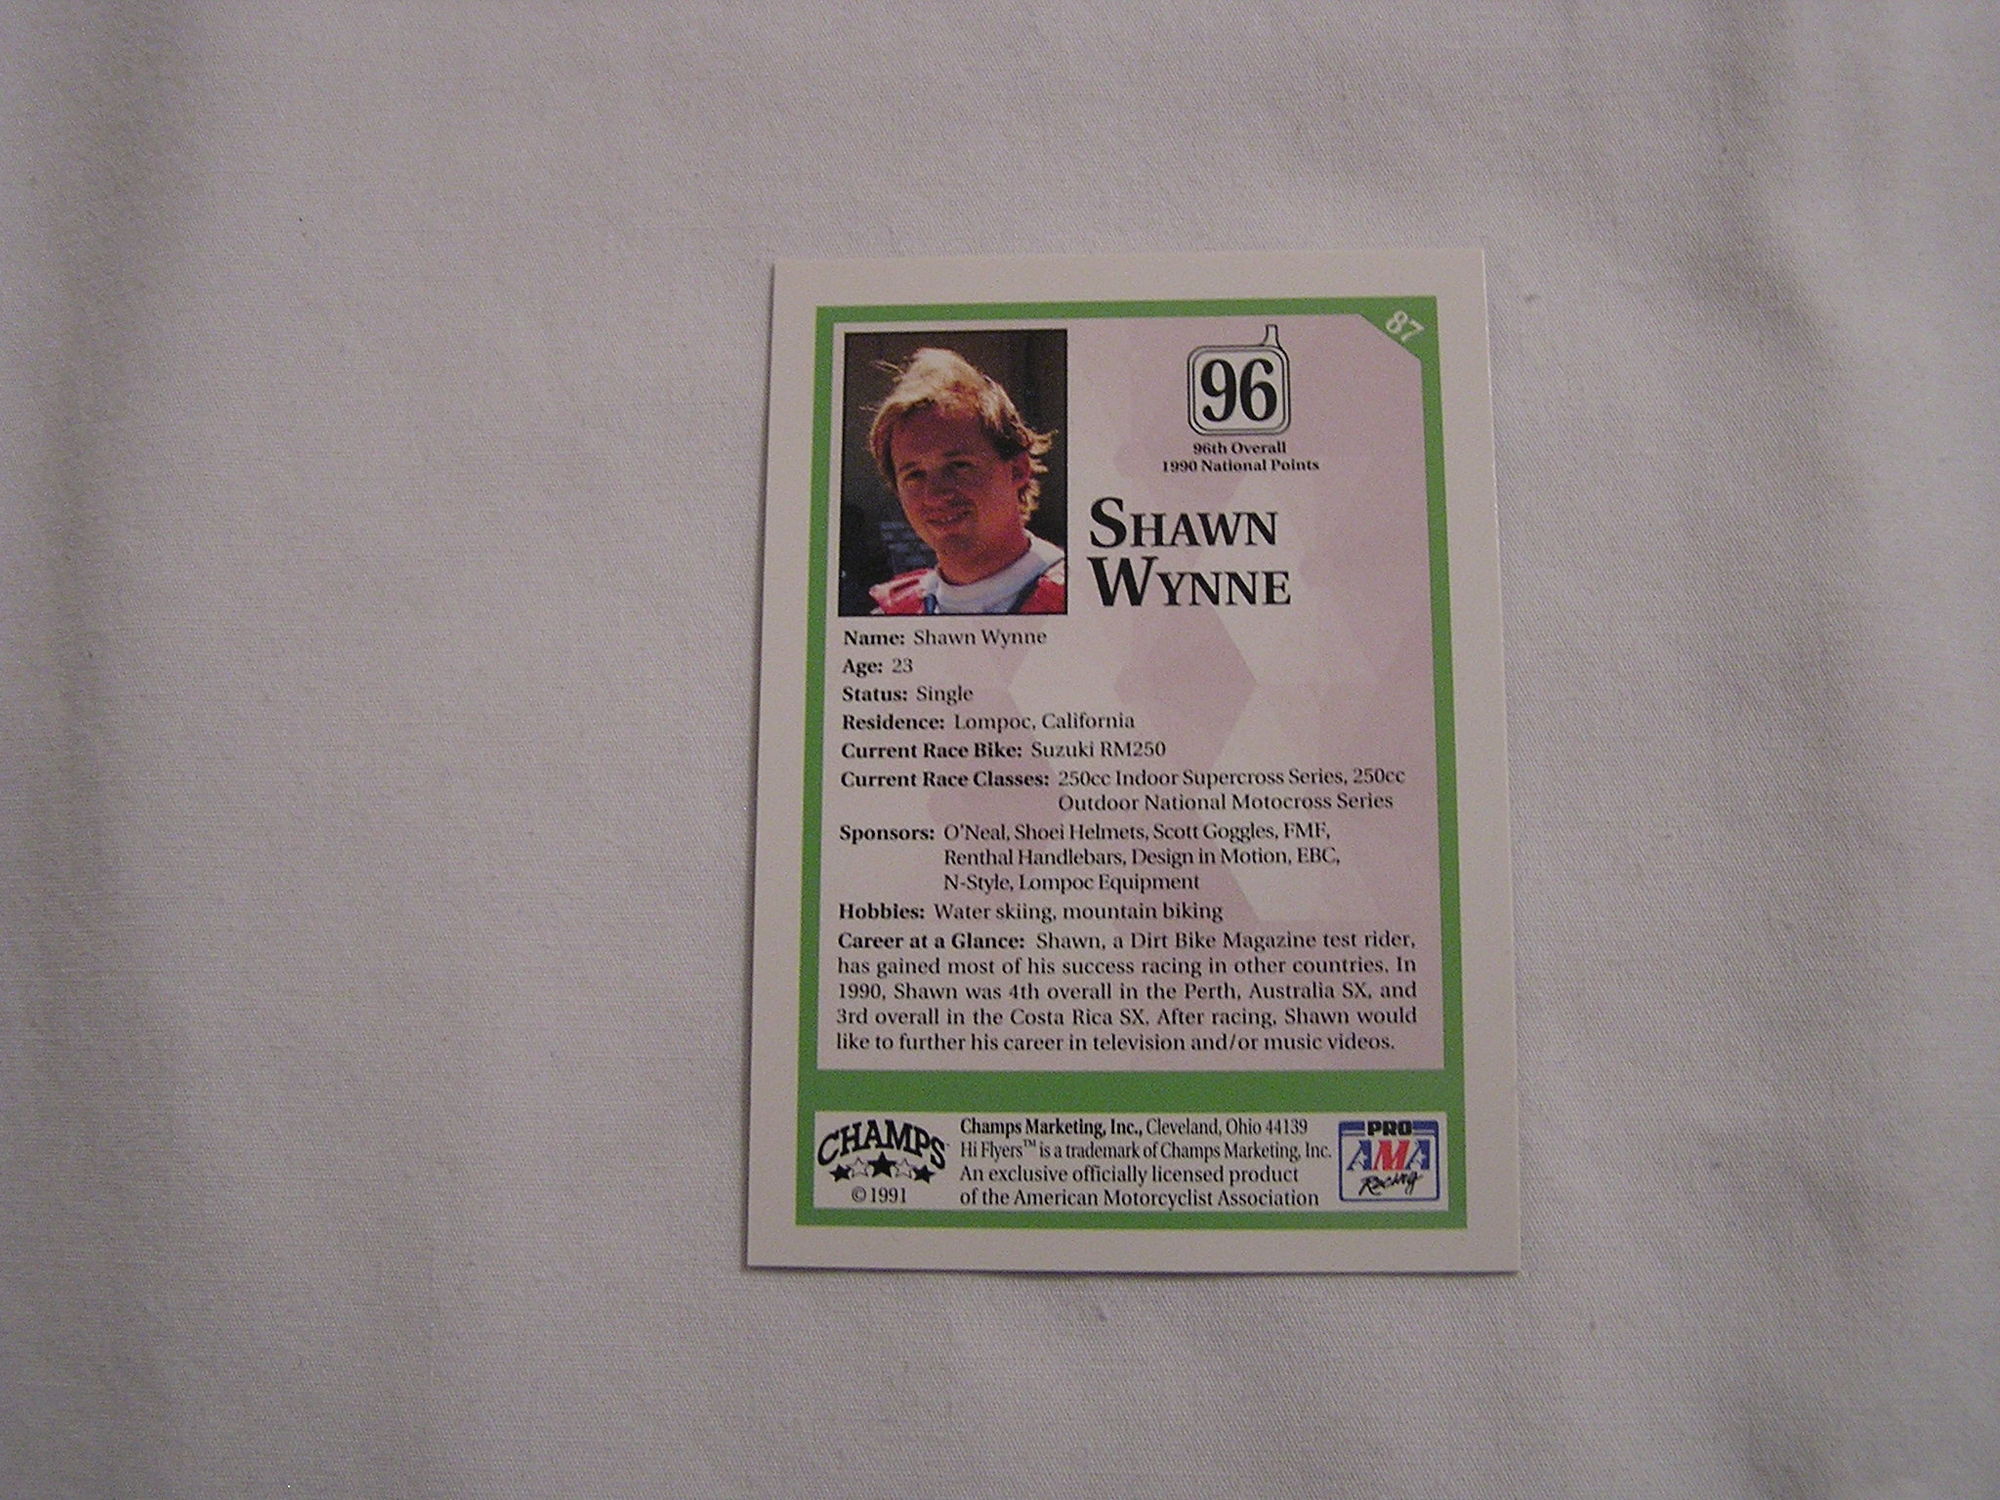 87
96
96th Overall
1990 National Points
SHAWN
WYNNE
Name: Shawn Wynne
Age: 23
Status: Single
Residence: Lompoc, California
Current Race Bike: Suzuki RM250
Current Race Classes: 250cc Indoor Supercross Series, 250cc
Outdoor National Motocross Series
Sponsors: O'Neal, Shoei Helmets, Scott Goggles, FMF,
Renthal Handlebars, Design in Motion, EBC,
N-Style, Lompoc Equipment
Hobbies: Water skiing, mountain biking
Career at a Glance: Shawn, a Dirt Bike Magazine test rider,
has gained most of his success racing in other countries. In
1990, Shawn was 4th overall in the Perth, Australia SX, and
3rd overall in the Costa Rica SX. After racing, Shawn would
like to further his career in television and/or music videos.
CHAMPS
©1991
Champs Marketing, Inc., Cleveland, Ohio 44139
Hi Flyers™ is a trademark of Champs Marketing, Inc.
An exclusive officially licensed product
of the American Motorcyclist Association
PRO
AMA
Racing